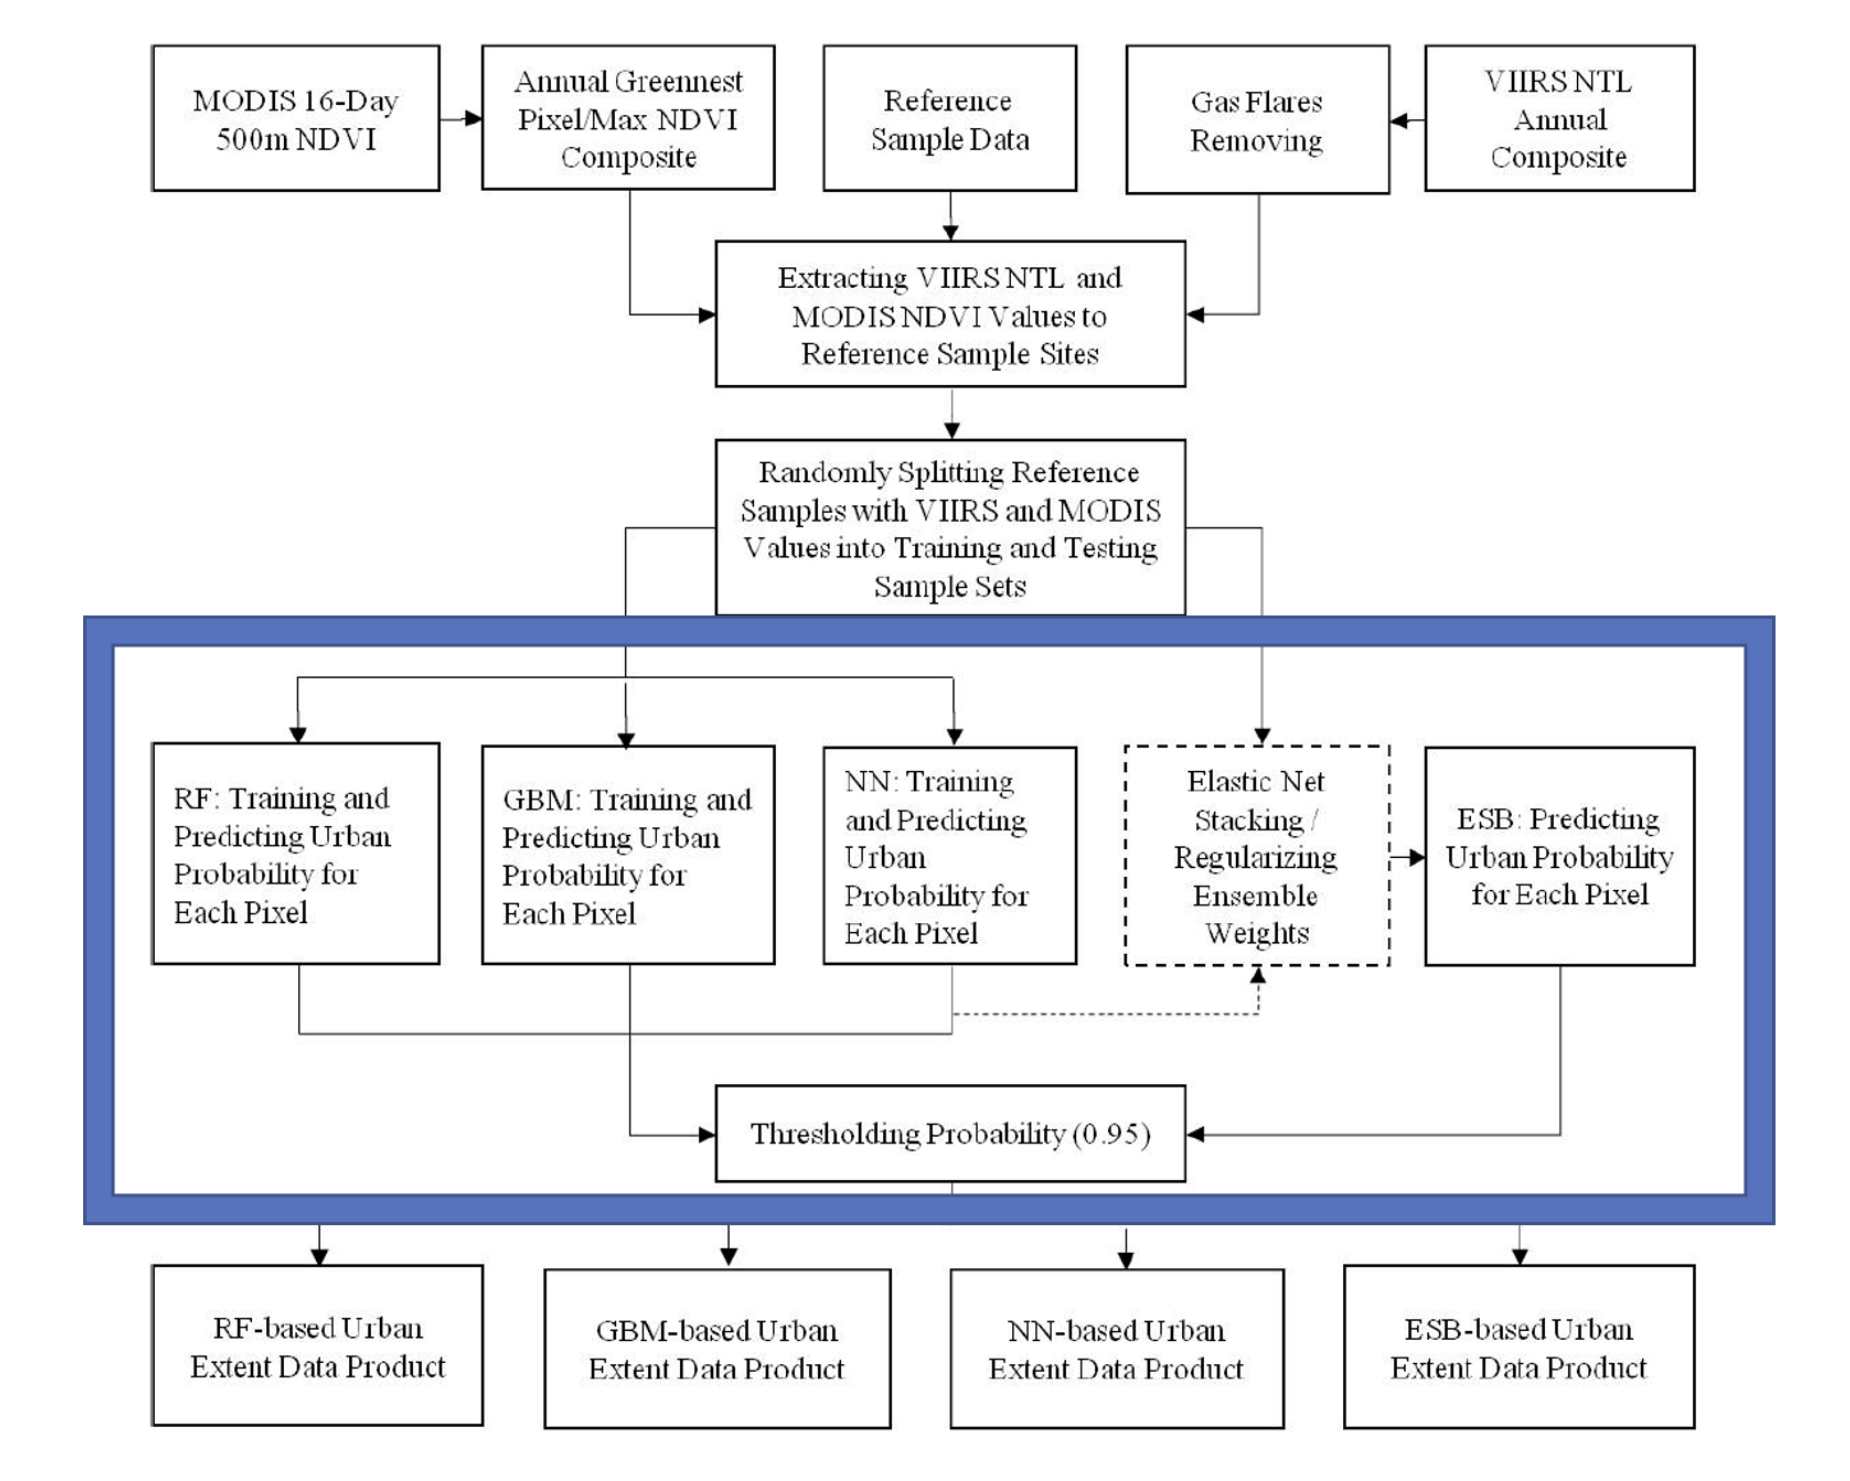 MODIS 16-Day
500m NDVI
Annual Greennest
Pixel/Max NDVI
Composite
Reference
Sample Data
Gas Flares
Removing
VIIRS NTL
Annual
Composite
Extracting VIIRS NTL and
MODIS NDVI Values to
Reference Sample Sites
Randomly Splitting Reference
Samples with VIIRS and MODIS
Values into Training and Testing
Sample Sets
RF: Training and
Predicting Urban
Probability for
Each Pixel
GBM: Training and
Predicting Urban
Probability for
Each Pixel
NN: Training
and Predicting
Urban
Probability for
Each Pixel
Elastic Net
Stacking /
Regularizing
Ensemble
Weights
ESB: Predicting
Urban Probability
for Each Pixel
Thresholding Probability (0.95)
RF-based Urban
Extent Data Product
GBM-based Urban
Extent Data Product
NN-based Urban
Extent Data Product
ESB-based Urban
Extent Data Product